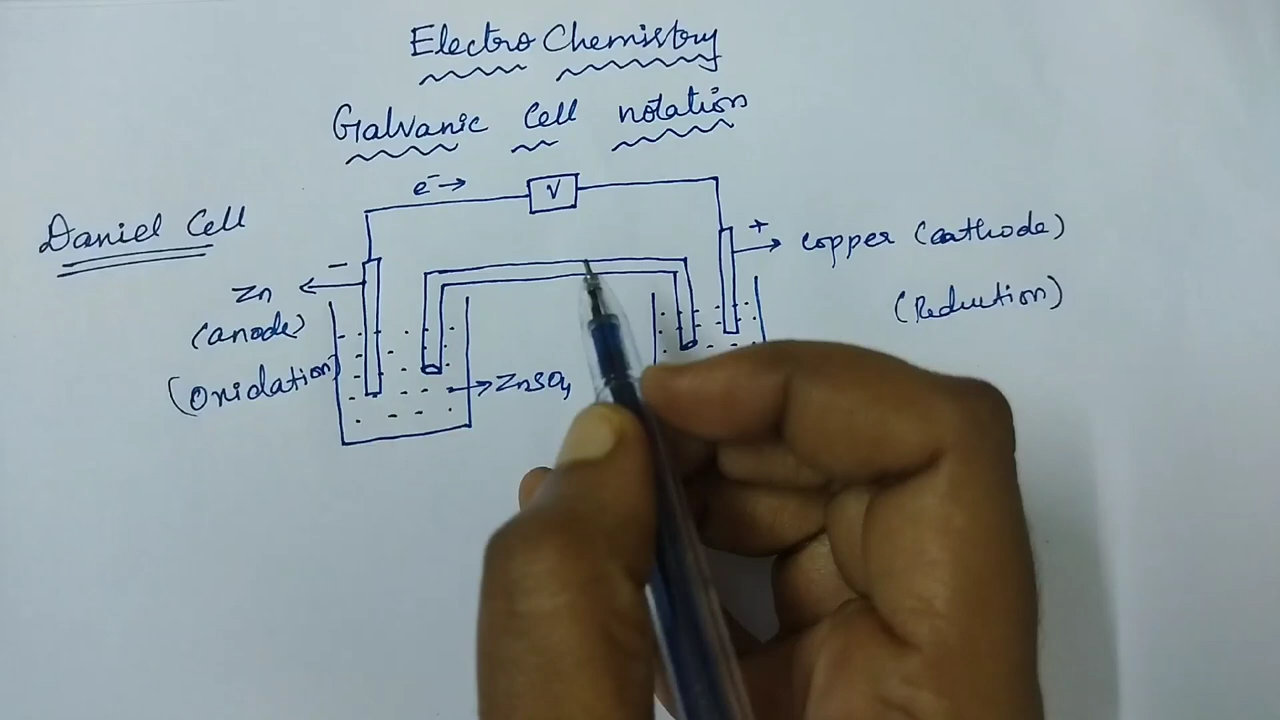 Electro Chemistry
Galvanic Cell notation
e⁻→
V
Daniel Cell
+
→ Copper (Cathode)
−
Zn ←
(anode)
(Reduction)
(Oxidation)
→ ZnSO₄